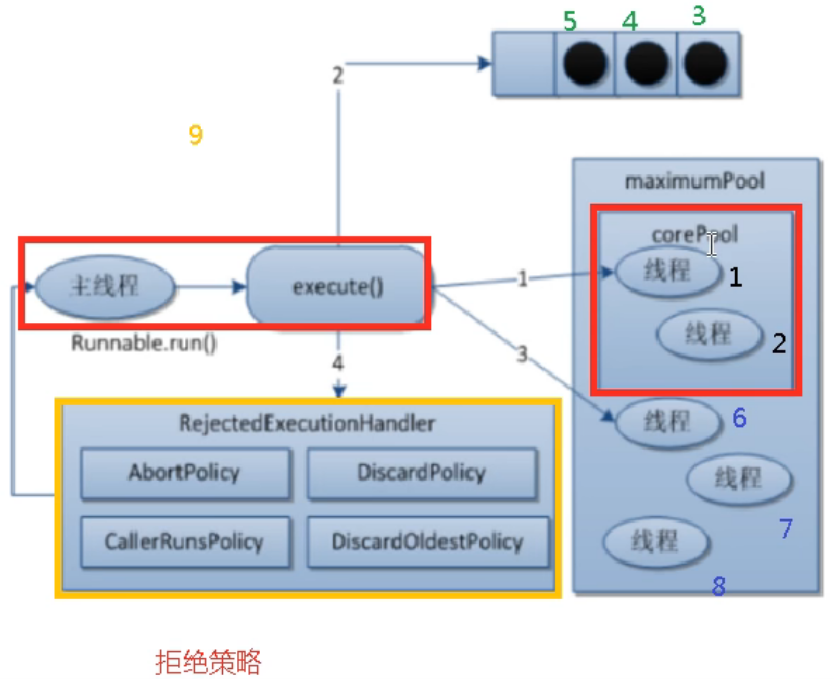 5 4 3
2
9
maximumPool
corePool
主线程
execute()
1
线程
1
线程
2
Runnable.run()
4
3
线程
6
RejectedExecutionHandler
AbortPolicy
DiscardPolicy
线程
7
CallerRunsPolicy
DiscardOldestPolicy
线程
8
拒绝策略